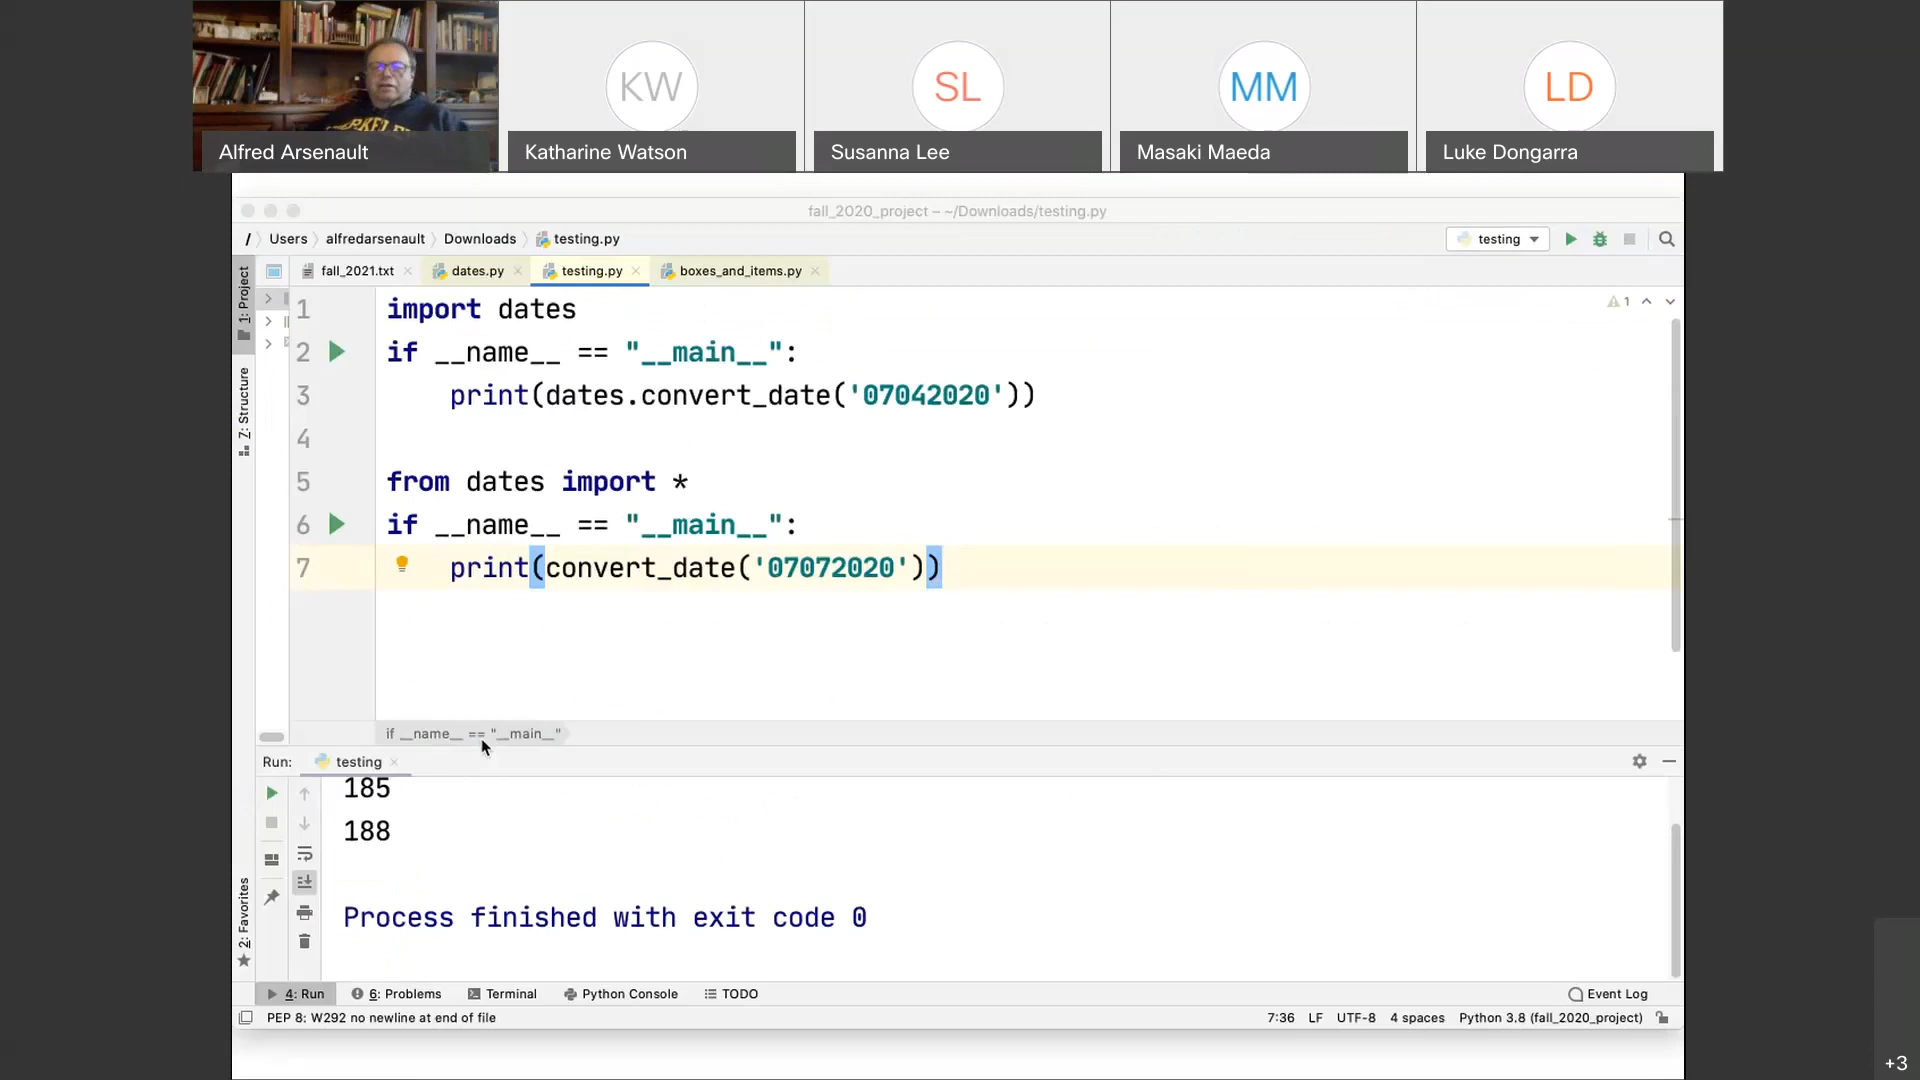 KW
SL
MM
LD
Alfred Arsenault
Katharine Watson
Susanna Lee
Masaki Maeda
Luke Dongarra
fall_2020_project – ~/Downloads/testing.py
/ Users alfredarsenault Downloads testing.py
testing
fall_2021.txt
dates.py
testing.py
boxes_and_items.py
1: Project
Z: Structure
2: Favorites
1 import dates
2 if __name__ == "__main__":
3 print(dates.convert_date('07042020'))
4
5 from dates import *
6 if __name__ == "__main__":
7 print(convert_date('07072020'))
1
if __name__ == "__main__"
Run: testing
185
188
Process finished with exit code 0
4: Run 6: Problems Terminal Python Console TODO Event Log
PEP 8: W292 no newline at end of file 7:36 LF UTF-8 4 spaces Python 3.8 (fall_2020_project)
+3